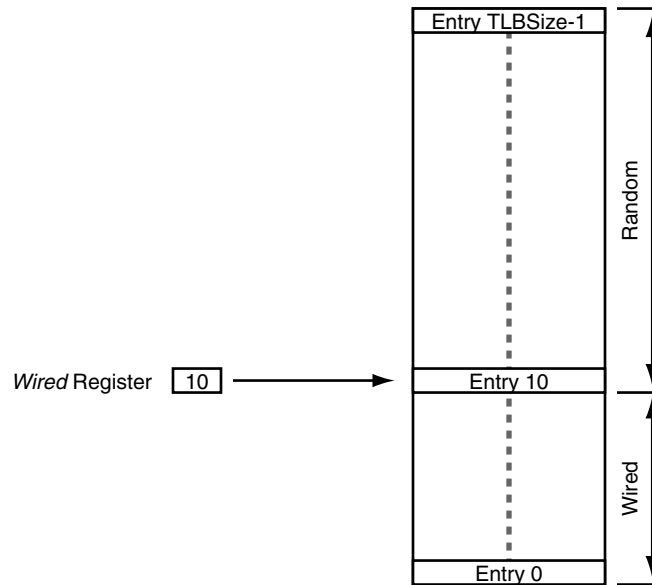 Entry TLBSize-1
Random
Wired Register 10
Entry 10
Wired
Entry 0